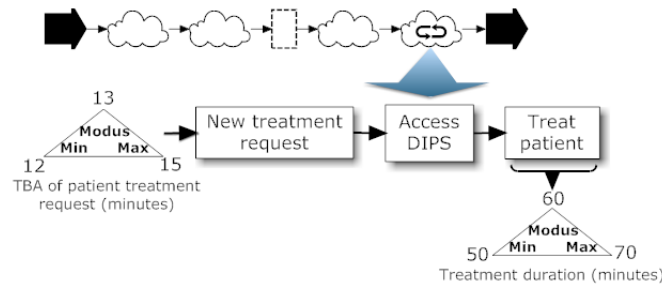 13
Modus
Min Max
12 15
TBA of patient treatment
request (minutes)
New treatment
request
Access
DIPS
Treat
patient
60
Modus
Min Max
50 70
Treatment duration (minutes)